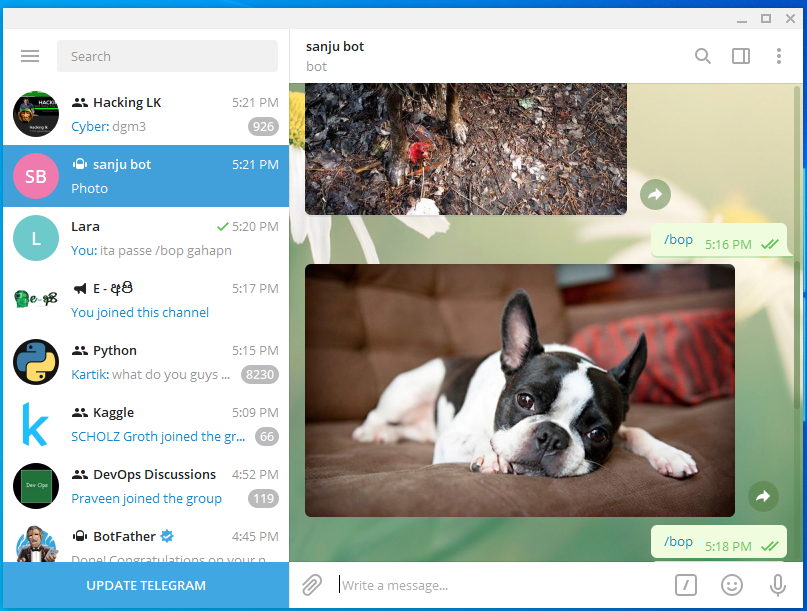 Search
Hacking LK
5:21 PM
Cyber: dgm3
926
SB
sanju bot
5:21 PM
Photo
L
Lara
5:20 PM
You: ita passe /bop gahapn
5:17 PM
You joined this channel
Python
5:15 PM
Kartik: what do you guys ...
8230
k
Kaggle
5:09 PM
SCHOLZ Groth joined the gr...
66
Dev Opz
DevOps Discussions
4:52 PM
Praveen joined the group
119
BotFather
4:45 PM
Done! Congratulations on your n
UPDATE TELEGRAM
sanju bot
bot
/bop 5:16 PM
/bop 5:18 PM
Write a message...